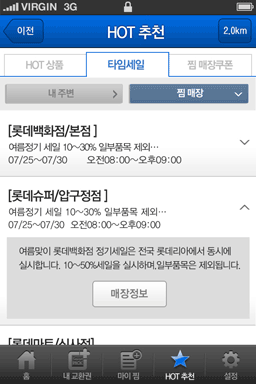 VIRGIN 3G
이전
HOT 추천
2.0km
HOT 상품
타임세일
찜 매장쿠폰
내 주변
찜 매장
[롯데백화점/본점 ]
여름정기 세일 10~30% 일부품목 제외···
07/25~07/30 오전08:00~오후09:00
[롯데슈퍼/압구정점 ]
여름정기 세일 10~30% 일부품목 제외···
07/25~07/30 오전08:00~오후09:00
여름맞이 롯데백화점 정기세일은 전국 롯데리아에서 동시에
실시합니다. 10~50%세일을 실시하며,일부품목은 제외됩니다.
매장정보
[롯데마트/신사점]
홈
내 교환권
마이 찜
HOT 추천
설정